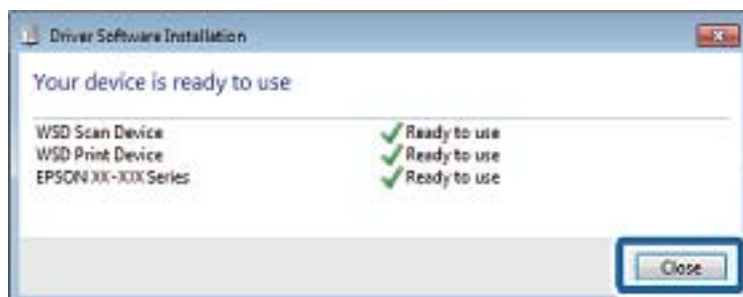 Driver Software Installation
Your device is ready to use
WSD Scan Device Ready to use
WSD Print Device Ready to use
EPSON XX-XXX Series Ready to use
Close